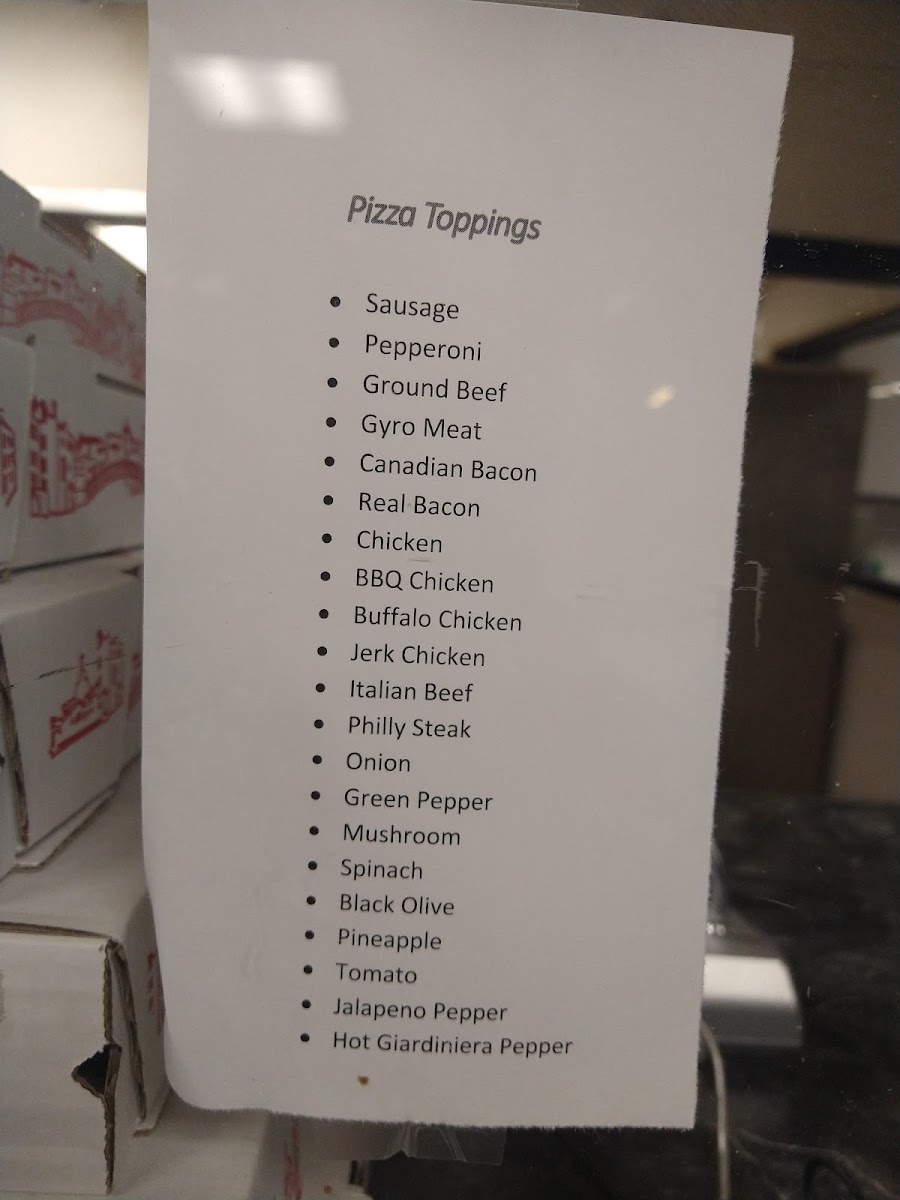 Pizza Toppings
• Sausage
• Pepperoni
• Ground Beef
• Gyro Meat
• Canadian Bacon
• Real Bacon
• Chicken
• BBQ Chicken
• Buffalo Chicken
• Jerk Chicken
• Italian Beef
• Philly Steak
• Onion
• Green Pepper
• Mushroom
• Spinach
• Black Olive
• Pineapple
• Tomato
• Jalapeno Pepper
• Hot Giardiniera Pepper